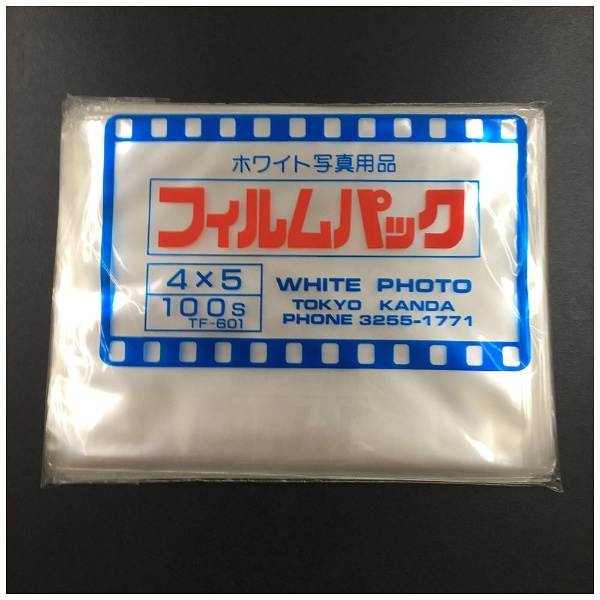 ホワイト写真用品
フィルムパック
4×5
100s
TF-601
WHITE PHOTO
TOKYO KANDA
PHONE 3255-1771